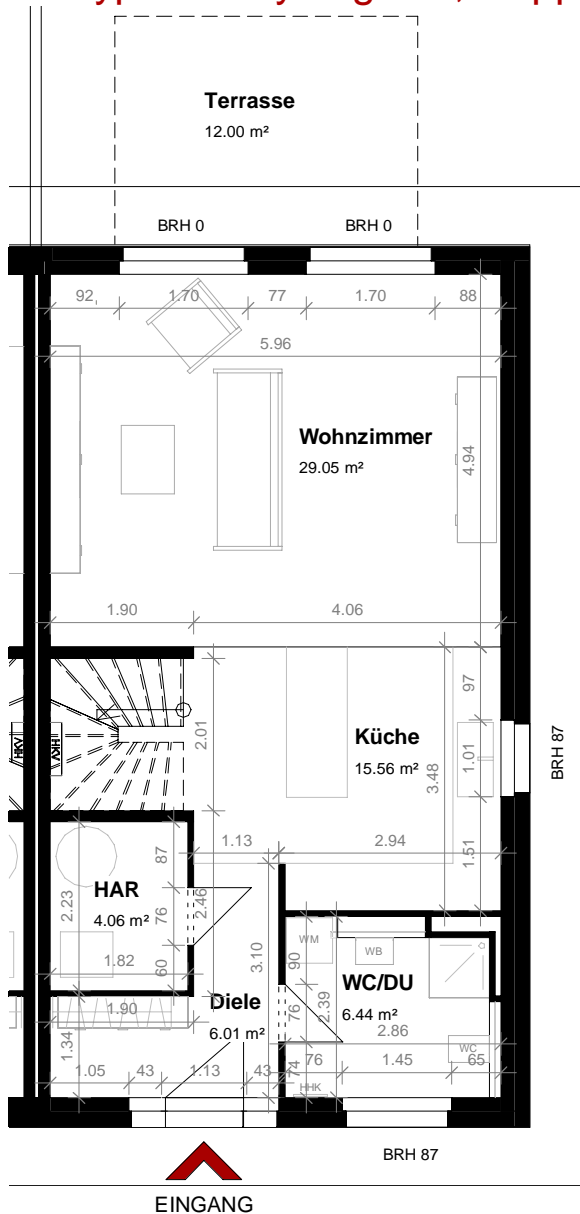 Terrasse
12.00 m²
BRH 0
BRH 0
92
1.70
77
1.70
88
5.96
Wohnzimmer
29.05 m²
4.94
1.90
4.06
97
HKV
HKV
2.01
Küche
15.56 m²
3.48
1.01
BRH 87
1.13
2.94
1.51
87
HAR
4.06 m²
2.23
76
2.46
1.82
60
3.10
WM
WB
90
WC/DU
6.44 m²
Diele
6.01 m²
1.90
76
2.39
2.86
1.34
WC
1.05
43
1.13
43
74
76
1.45
65
HHK
BRH 87
EINGANG